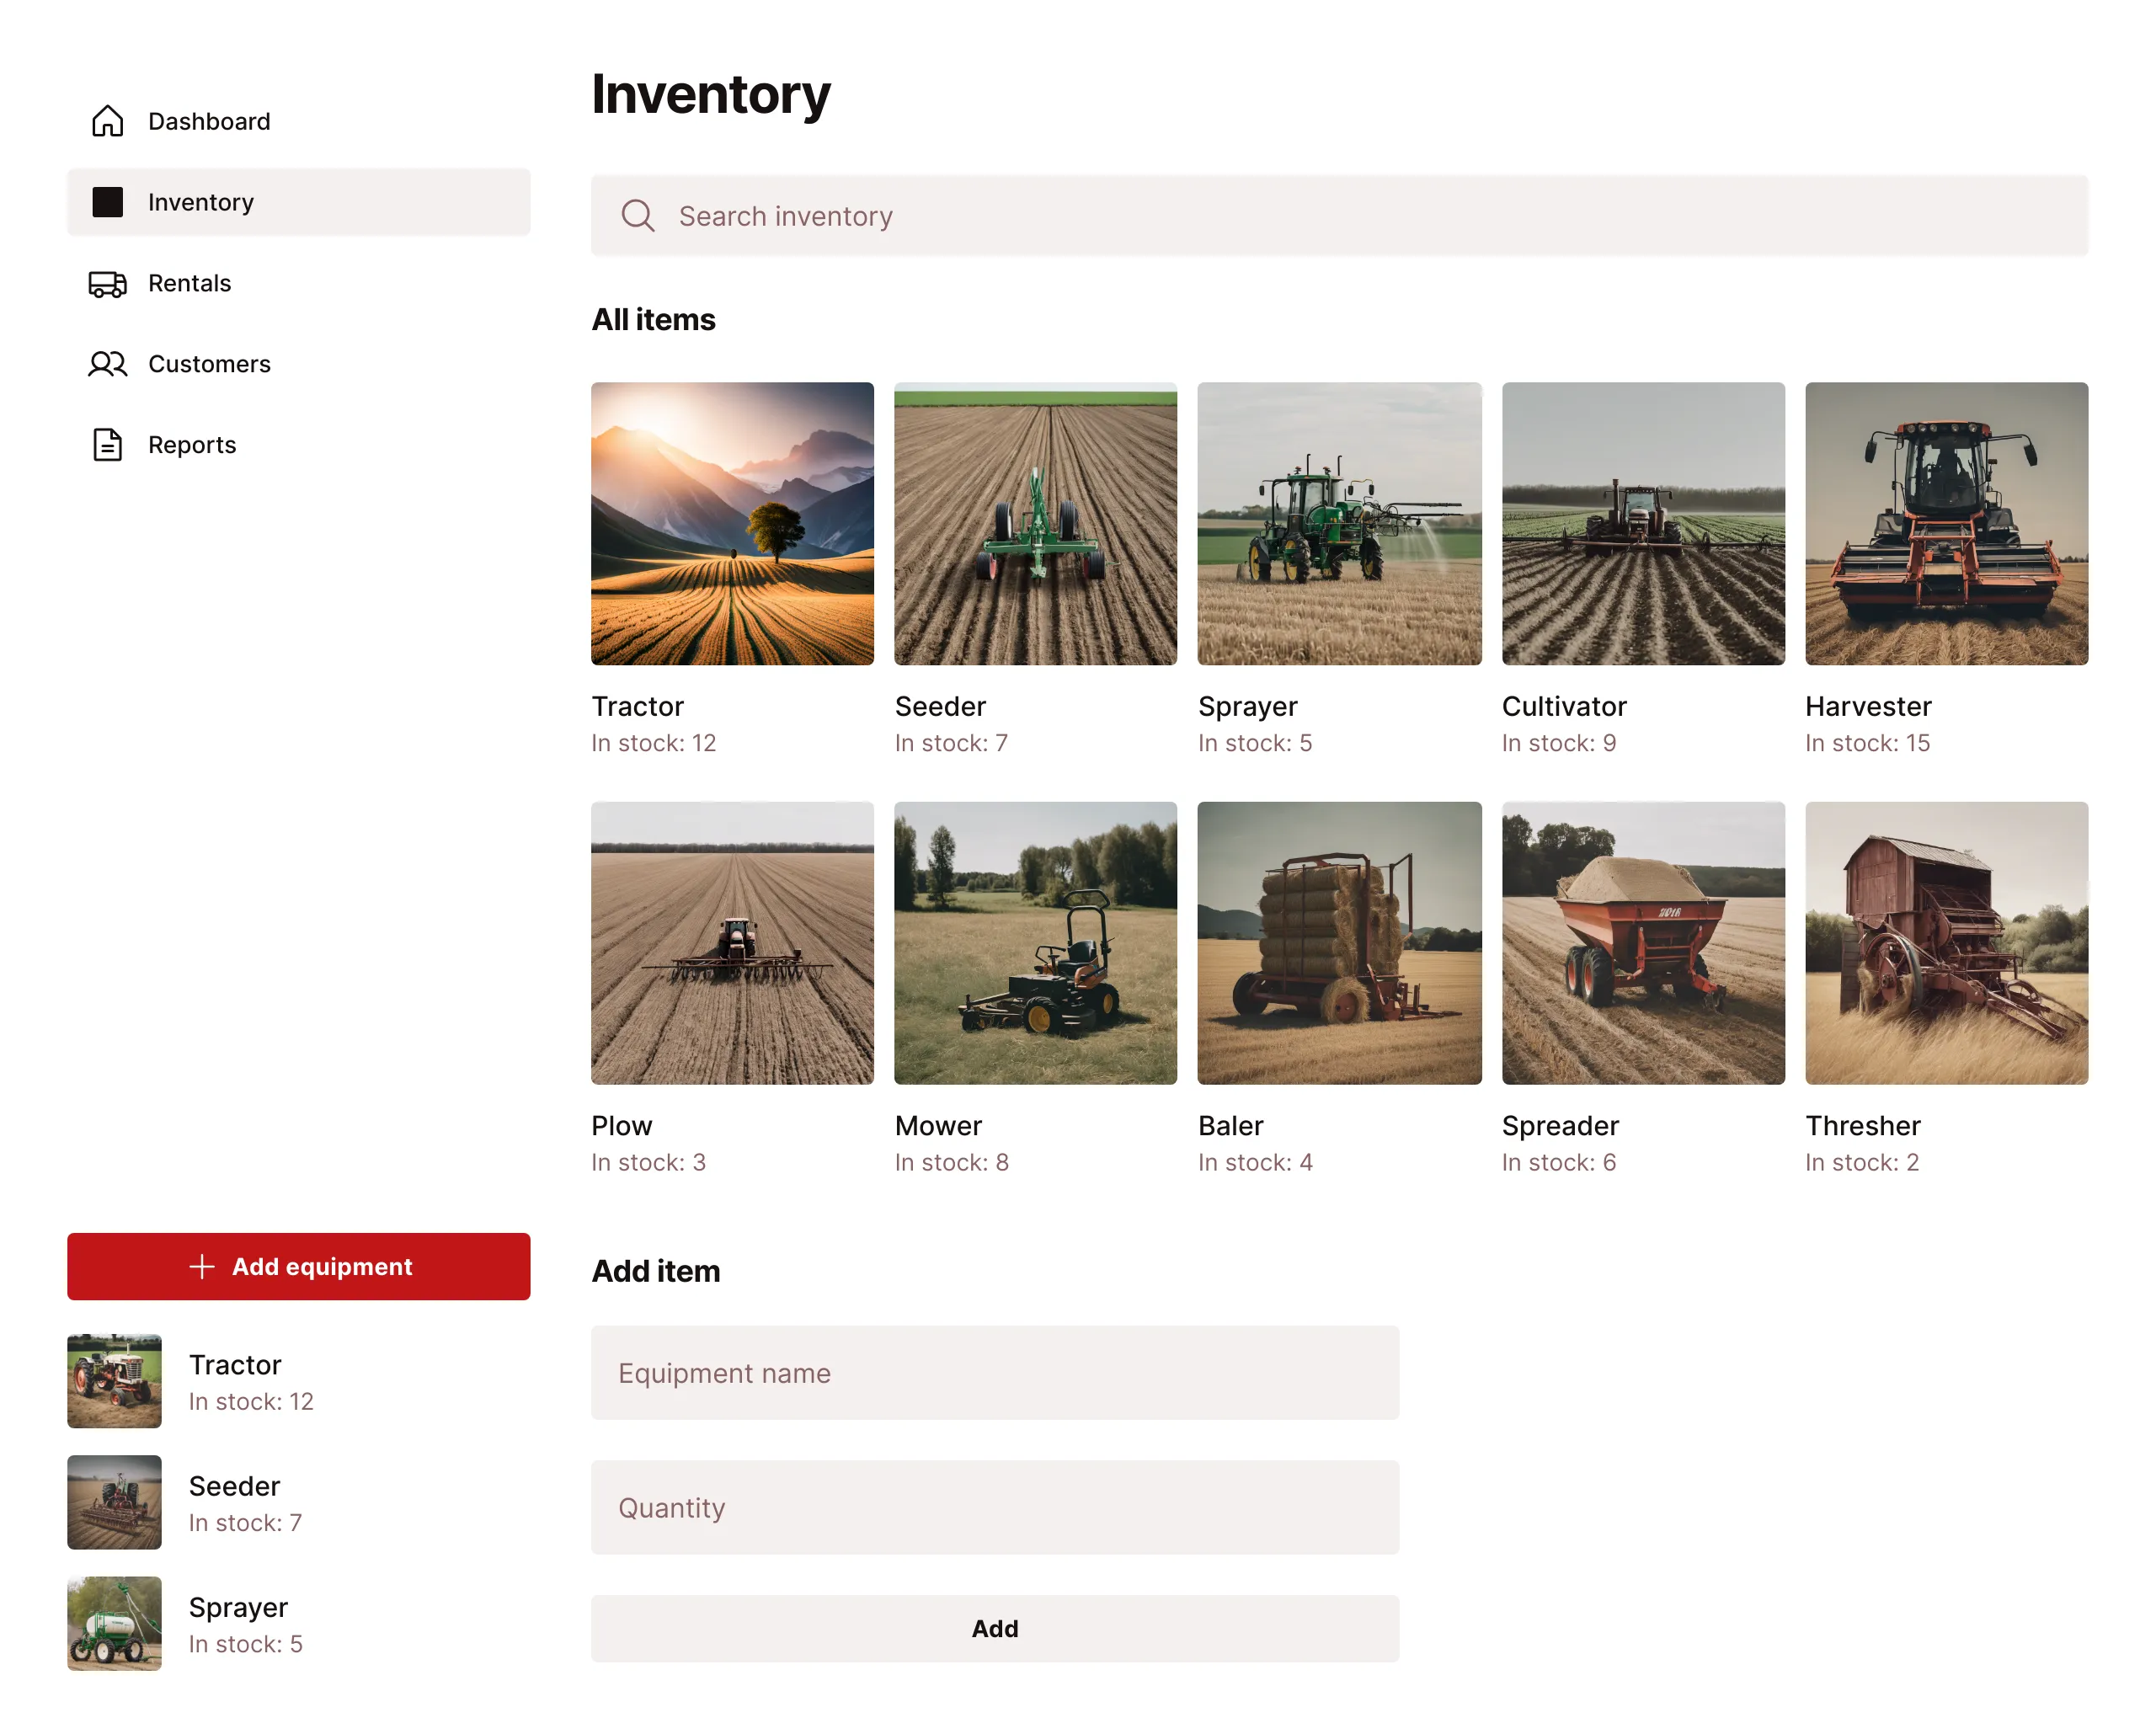 Dashboard
Inventory
Rentals
Customers
Reports
Add equipment
Tractor
In stock: 12
Seeder
In stock: 7
Sprayer
In stock: 5
Inventory
Search inventory
All items
Tractor
In stock: 12
Seeder
In stock: 7
Sprayer
In stock: 5
Cultivator
In stock: 9
Harvester
In stock: 15
Plow
In stock: 3
Mower
In stock: 8
Baler
In stock: 4
Spreader
In stock: 6
Thresher
In stock: 2
Add item
Equipment name
Quantity
Add